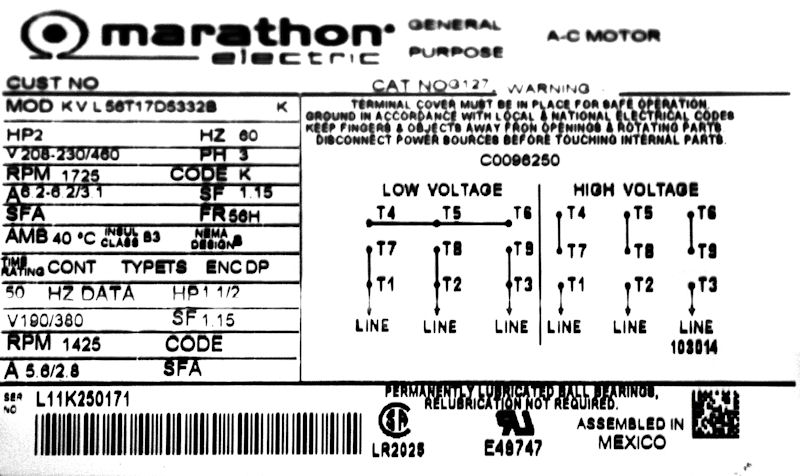 marathon®
electric
GENERAL
PURPOSE
A-C MOTOR
CUST NO
CAT NO G127
MOD KVL56T17D5332B K
HP 2 HZ 60
V 208-230/460 PH 3
RPM 1725 CODE K
A 6.2-6.2/3.1 SF 1.15
SFA FR 56H
AMB 40 °C INSUL CLASS B3 NEMA DESIGN B
TIME RATING CONT TYPE TS ENC DP
50 HZ DATA HP 1 1/2
V 190/380 SF 1.15
RPM 1425 CODE
A 5.6/2.8 SFA
WARNING
TERMINAL COVER MUST BE IN PLACE FOR SAFE OPERATION.
GROUND IN ACCORDANCE WITH LOCAL & NATIONAL ELECTRICAL CODES
KEEP FINGERS & OBJECTS AWAY FRON OPENINGS & ROTATING PARTS
DISCONNECT POWER SOURCES BEFORE TOUCHING INTERNAL PARTS.
C0096250
LOW VOLTAGE HIGH VOLTAGE
T4 T5 T6 T4 T5 T6
T7 T8 T9 T7 T8 T9
T1 T2 T3 T1 T2 T3
LINE LINE LINE LINE LINE LINE
103014
SER NO L11K250171
PERMANENTLY LUBRICATED BALL BEARINGS,
RELUBRICATION NOT REQUIRED.
LR2025
E49747
ASSEMBLED IN
MEXICO